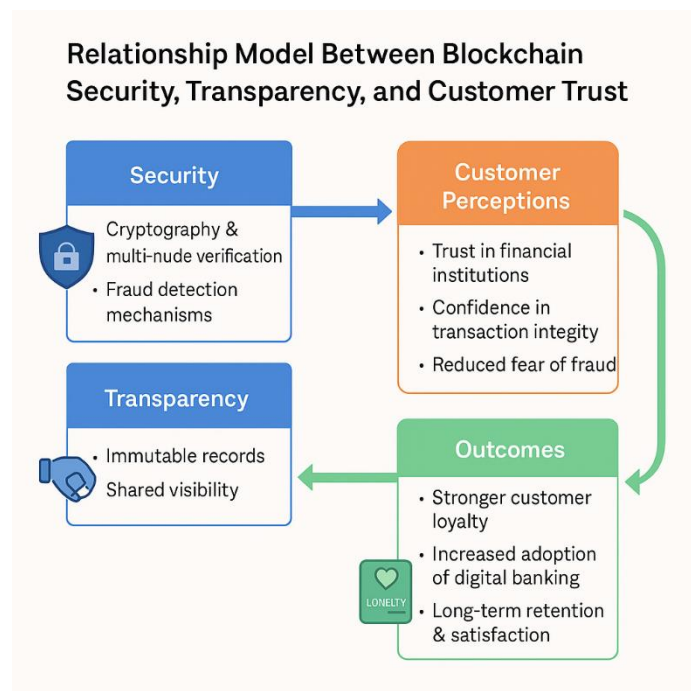 Relationship Model Between Blockchain
Security, Transparency, and Customer Trust
Security
Cryptography &
multi-nude verification
• Fraud detection
mechanisms
Customer
Perceptions
• Trust in financial
institutions
• Confidence in
transaction integity
• Reduced fear of fraud
Transparency
• Immutable records
Shared visibility
Outcomes
• Stronger customer
loyalty
• Increased adoption
of digital banking
• Long-term retention
& satisfaction
LONELTY